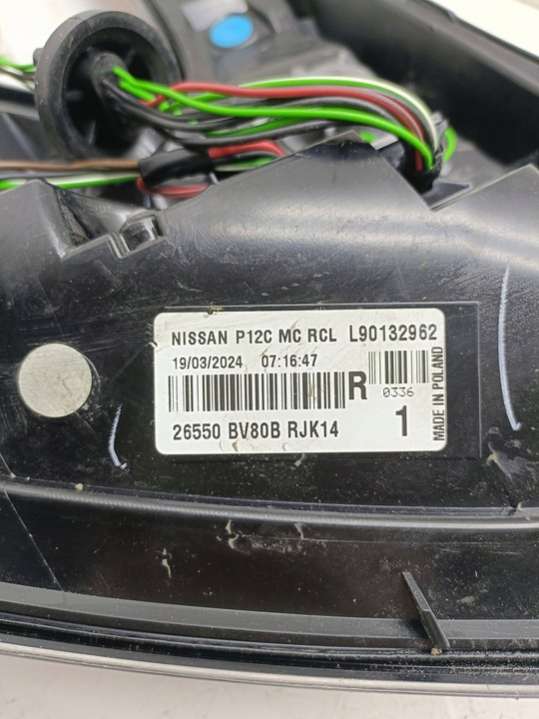 NISSAN P12C MC RCL L90132962
19/03/2024 07:16:47
R
0336
26550 BV80B RJK14
1
MADE IN POLAND